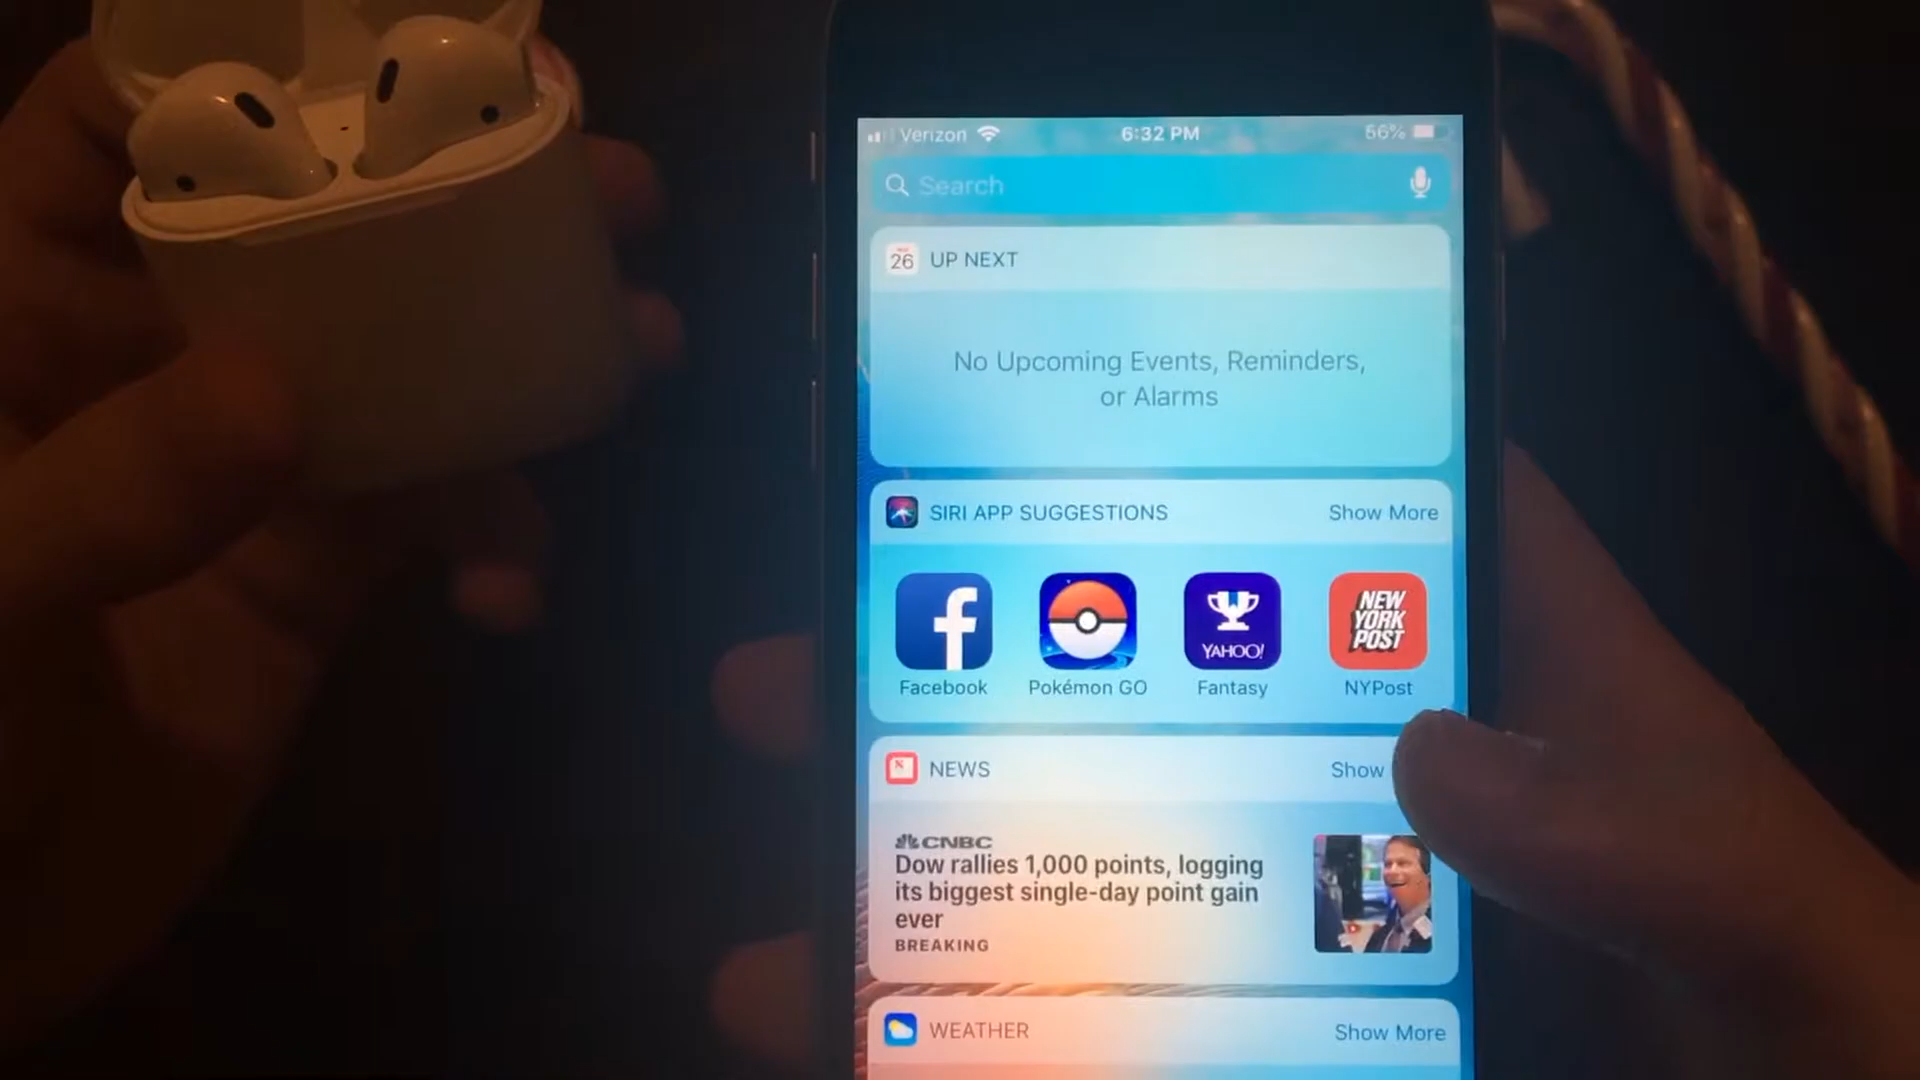 Verizon 6:32 PM 56%
Search
26 UP NEXT
No Upcoming Events, Reminders,
or Alarms
SIRI APP SUGGESTIONS Show More
YAHOO!
NEW
YORK
POST
Facebook Pokémon GO Fantasy NYPost
N NEWS Show
CNBC
Dow rallies 1,000 points, logging
its biggest single-day point gain
ever
BREAKING
WEATHER Show More